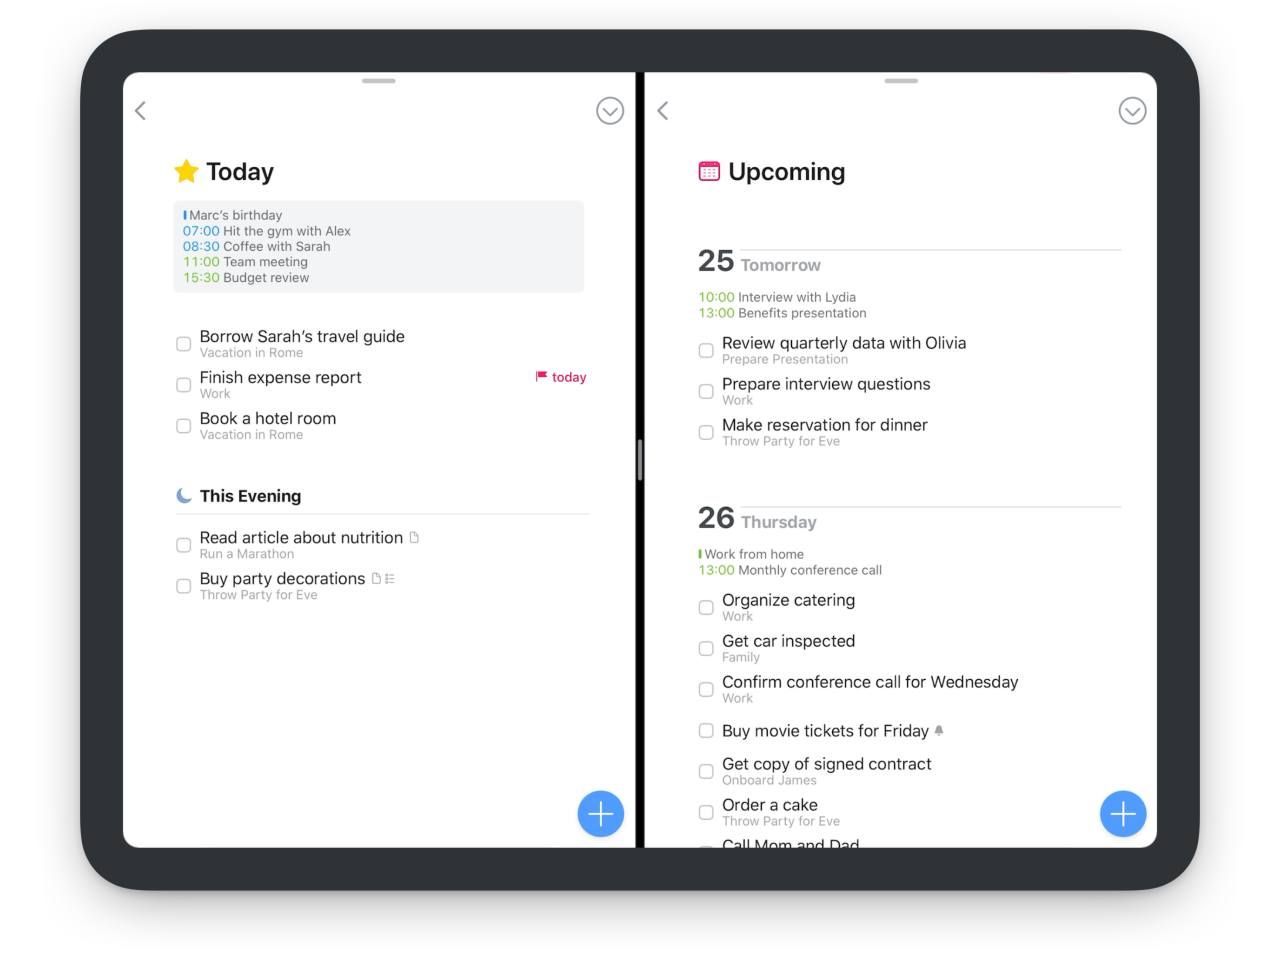 Today
Marc's birthday
07:00 Hit the gym with Alex
08:30 Coffee with Sarah
11:00 Team meeting
15:30 Budget review
Borrow Sarah's travel guide
Vacation in Rome
Finish expense report
today
Work
Book a hotel room
Vacation in Rome
This Evening
Read article about nutrition
Run a Marathon
Buy party decorations
Throw Party for Eve
Upcoming
25 Tomorrow
10:00 Interview with Lydia
13:00 Benefits presentation
Review quarterly data with Olivia
Prepare Presentation
Prepare interview questions
Work
Make reservation for dinner
Throw Party for Eve
26 Thursday
Work from home
13:00 Monthly conference call
Organize catering
Work
Get car inspected
Family
Confirm conference call for Wednesday
Work
Buy movie tickets for Friday
Get copy of signed contract
Onboard James
Order a cake
Throw Party for Eve
Call Mom and Dad